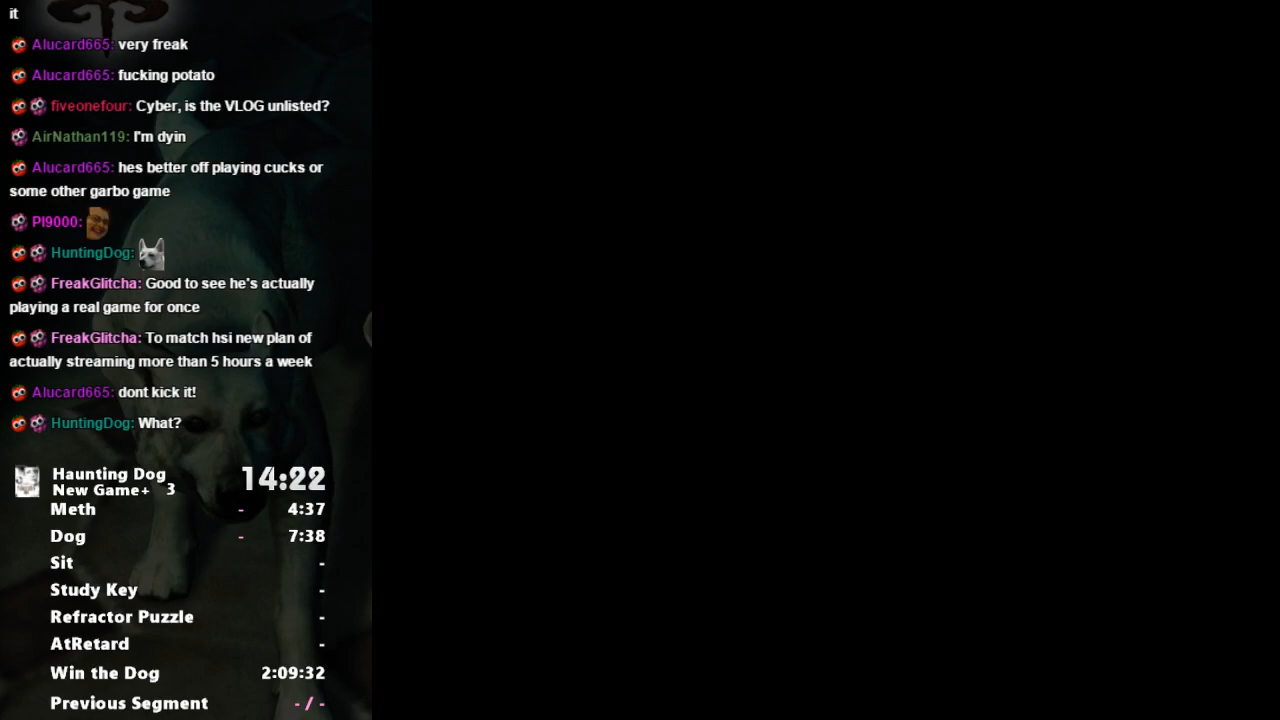 it
Alucard665: very freak
Alucard665: fucking potato
fiveonefour: Cyber, is the VLOG unlisted?
AirNathan119: I'm dyin
Alucard665: hes better off playing cucks or
some other garbo game
PI9000:
HuntingDog:
FreakGlitcha: Good to see he's actually
playing a real game for once
FreakGlitcha: To match hsi new plan of
actually streaming more than 5 hours a week
Alucard665: dont kick it!
HuntingDog: What?
Haunting Dog 14:22
New Game+ 3
Meth - 4:37
Dog - 7:38
Sit -
Study Key -
Refractor Puzzle -
AtRetard -
Win the Dog 2:09:32
Previous Segment - / -